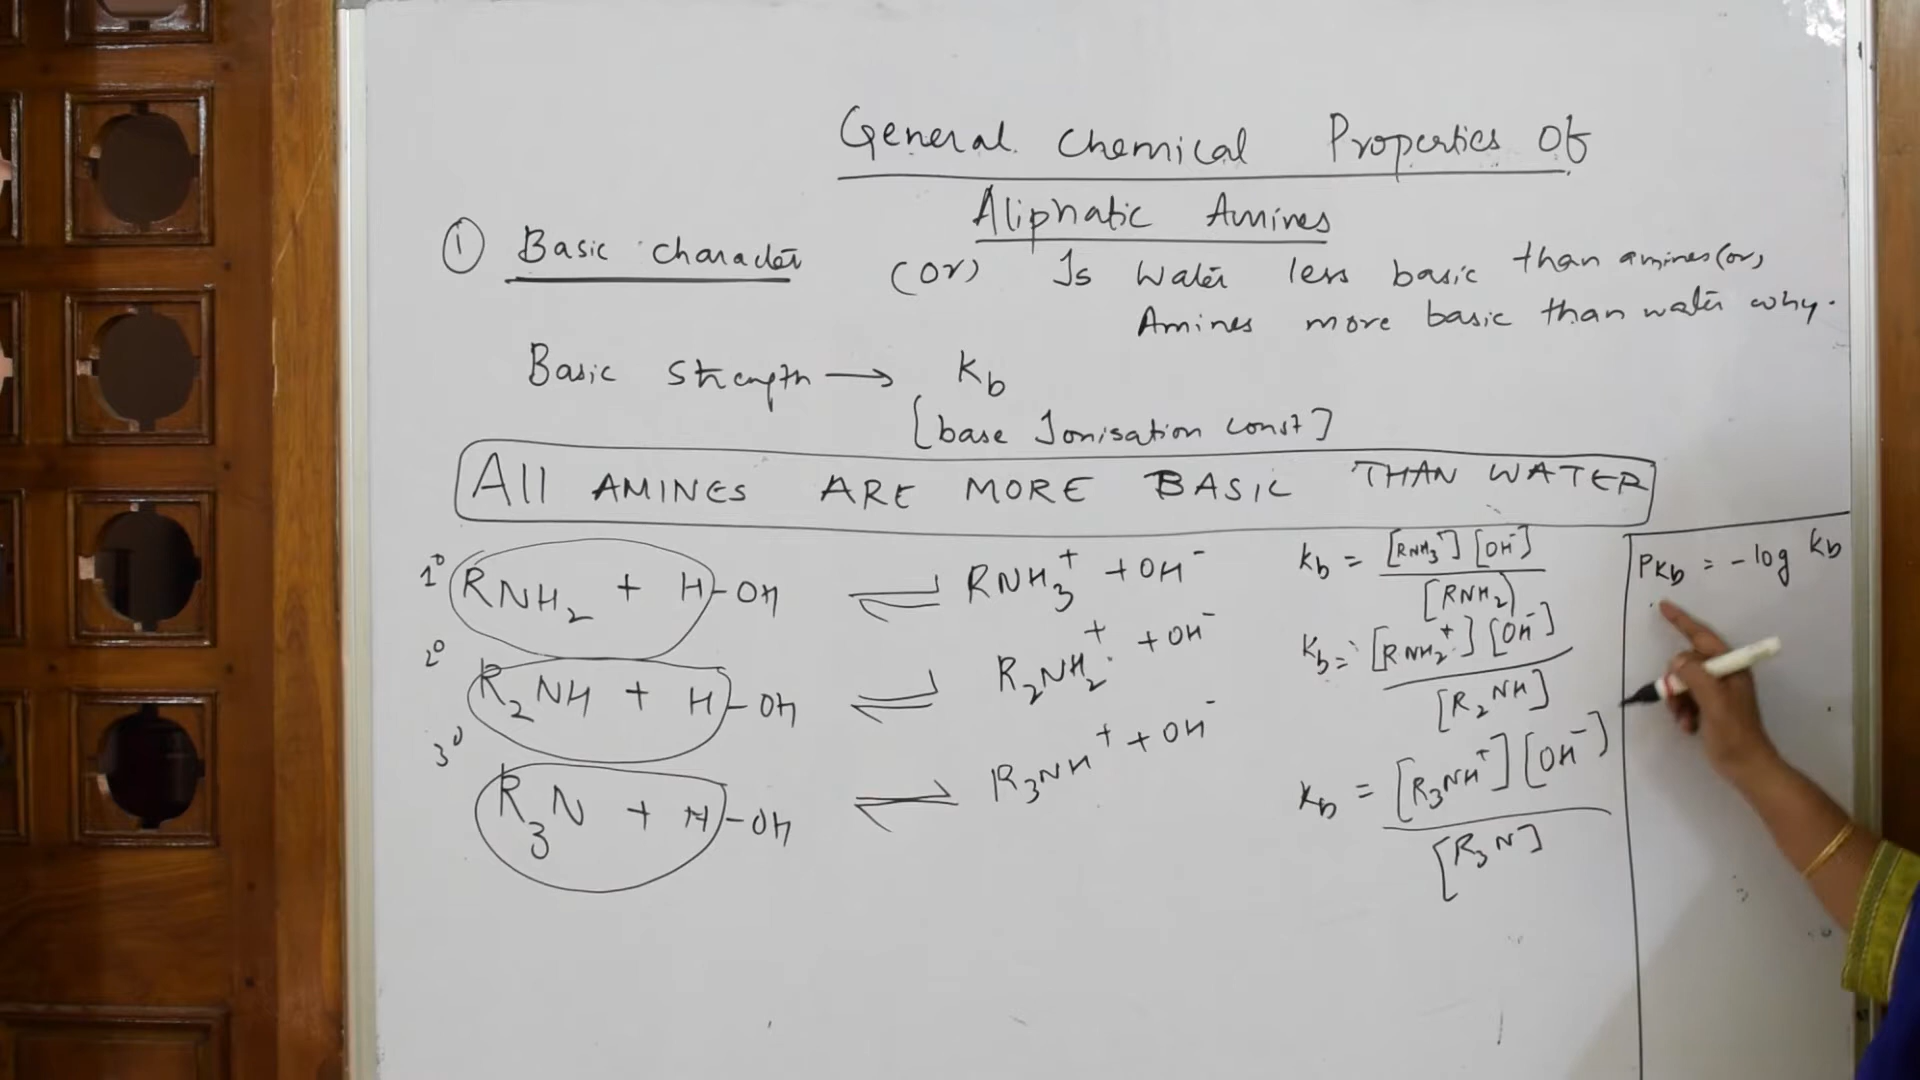 General Chemical Properties Of
Aliphatic Amines
① Basic character (or) Is Water less basic than amines (or)
Amines more basic than water why.
Basic Strength → Kb
[base Ionisation const]
All AMINES ARE MORE BASIC THAN WATER
1° RNH₂ + H-OH ⇌ RNH₃⁺ + OH⁻ Kb = [RNH₃⁺] [OH⁻] / [RNH₂]
2° R₂NH + H-OH ⇌ R₂NH₂⁺ + OH⁻ Kb = [RNH₂⁺] [OH⁻] / [R₂NH]
3° R₃N + H-OH ⇌ R₃NH⁺ + OH⁻ Kb = [R₃NH⁺] [OH⁻] / [R₃N]
PKb = -log Kb